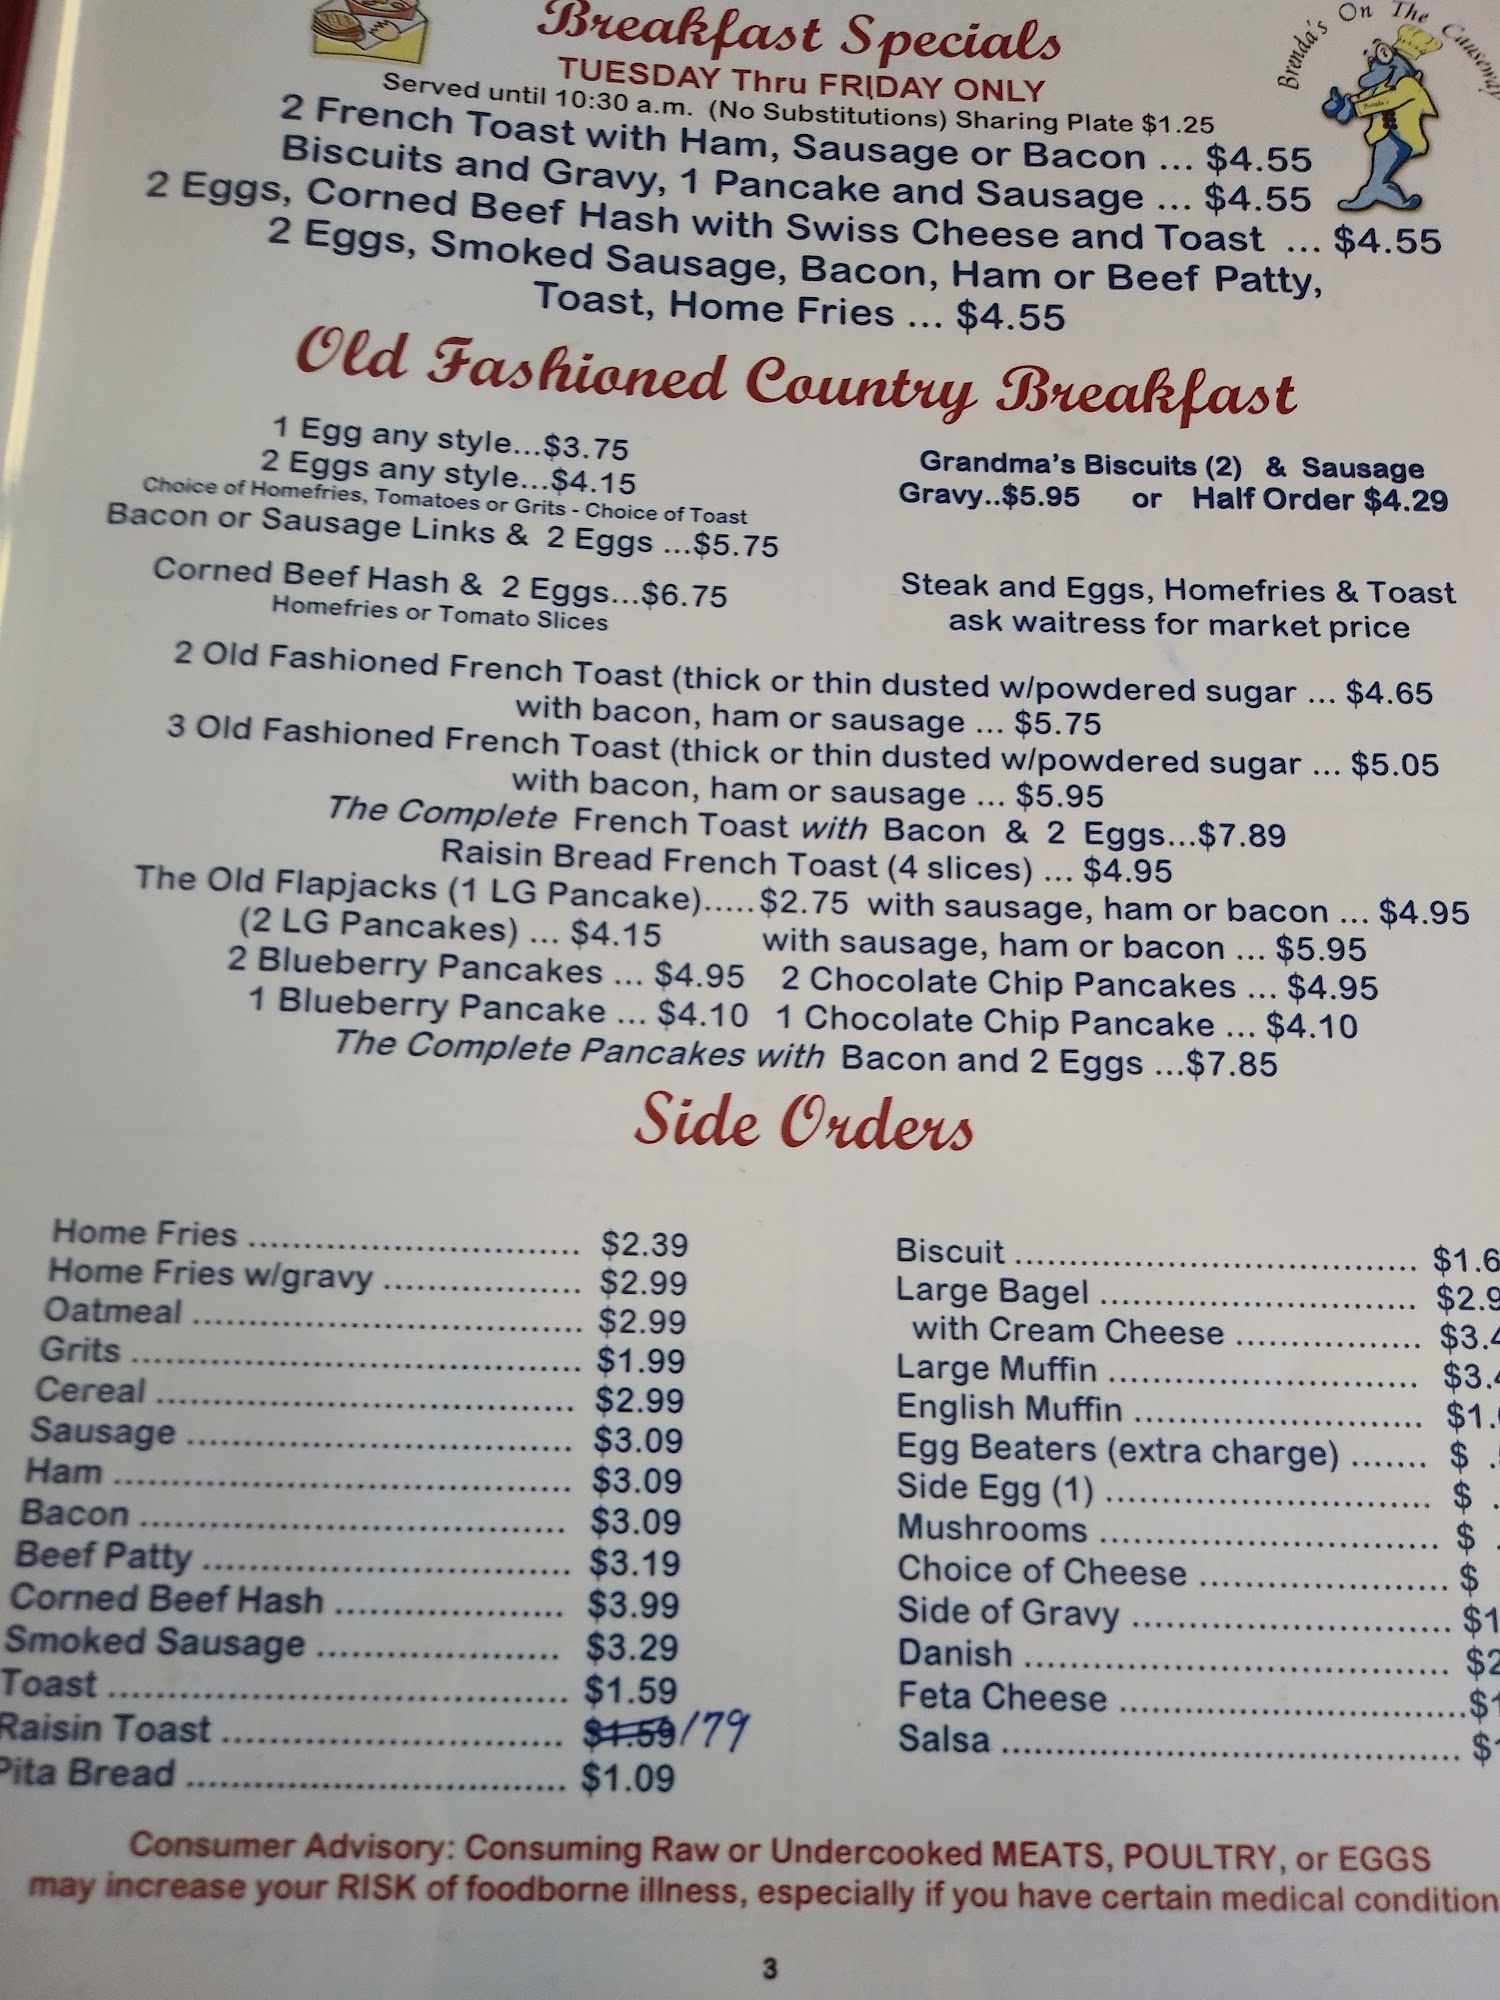 Breakfast Specials
Brenda's On The Causeway
TUESDAY Thru FRIDAY ONLY
Served until 10:30 a.m. (No Substitutions) Sharing Plate $1.25
2 French Toast with Ham, Sausage or Bacon ... $4.55
Biscuits and Gravy, 1 Pancake and Sausage ... $4.55
2 Eggs, Corned Beef Hash with Swiss Cheese and Toast ... $4.55
2 Eggs, Smoked Sausage, Bacon, Ham or Beef Patty,
Toast, Home Fries ... $4.55
Old Fashioned Country Breakfast
1 Egg any style...$3.75
2 Eggs any style...$4.15
Choice of Homefries, Tomatoes or Grits - Choice of Toast
Bacon or Sausage Links & 2 Eggs ...$5.75
Corned Beef Hash & 2 Eggs...$6.75
Homefries or Tomato Slices
Grandma's Biscuits (2) & Sausage
Gravy..$5.95 or Half Order $4.29
Steak and Eggs, Homefries & Toast
ask waitress for market price
2 Old Fashioned French Toast (thick or thin dusted w/powdered sugar ... $4.65
with bacon, ham or sausage ... $5.75
3 Old Fashioned French Toast (thick or thin dusted w/powdered sugar ... $5.05
with bacon, ham or sausage ... $5.95
The Complete French Toast with Bacon & 2 Eggs...$7.89
Raisin Bread French Toast (4 slices) ... $4.95
The Old Flapjacks (1 LG Pancake).....$2.75 with sausage, ham or bacon ... $4.95
(2 LG Pancakes) ... $4.15 with sausage, ham or bacon ... $5.95
2 Blueberry Pancakes ... $4.95 2 Chocolate Chip Pancakes ... $4.95
1 Blueberry Pancake ... $4.10 1 Chocolate Chip Pancake ... $4.10
The Complete Pancakes with Bacon and 2 Eggs ...$7.85
Side Orders
Home Fries .............................. $2.39
Home Fries w/gravy .................. $2.99
Oatmeal ................................... $2.99
Grits ......................................... $1.99
Cereal ...................................... $2.99
Sausage ................................... $3.09
Ham ......................................... $3.09
Bacon ...................................... $3.09
Beef Patty ................................. $3.19
Corned Beef Hash ..................... $3.99
Smoked Sausage ...................... $3.29
Toast .......................................... $1.59
Raisin Toast ............................... $1.59/179
Pita Bread .................................. $1.09
Biscuit ..................................... $1.6
Large Bagel ............................. $2.9
with Cream Cheese ................. $3.4
Large Muffin ............................ $3.4
English Muffin .......................... $1.
Egg Beaters (extra charge) ....... $ .
Side Egg (1) .............................. $ .
Mushrooms ............................... $ .
Choice of Cheese ....................... $
Side of Gravy ............................. $1
Danish ....................................... $2
Feta Cheese ................................$1
Salsa .......................................... $1
Consumer Advisory: Consuming Raw or Undercooked MEATS, POULTRY, or EGGS
may increase your RISK of foodborne illness, especially if you have certain medical condition
3